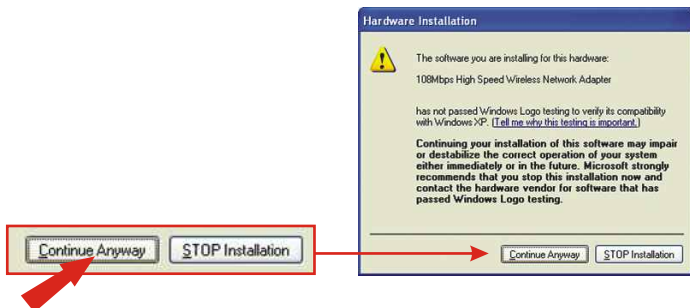 Hardware Installation
The software you are installing for this hardware:
108Mbps High Speed Wireless Network Adapter
has not passed Windows Logo testing to verify its compatibility
with Windows XP. (Tell me why this testing is important.)
Continuing your installation of this software may impair
or destabilize the correct operation of your system
either immediately or in the future. Microsoft strongly
recommends that you stop this installation now and
contact the hardware vendor for software that has
passed Windows Logo testing.
Continue Anyway STOP Installation
Continue Anyway STOP Installation